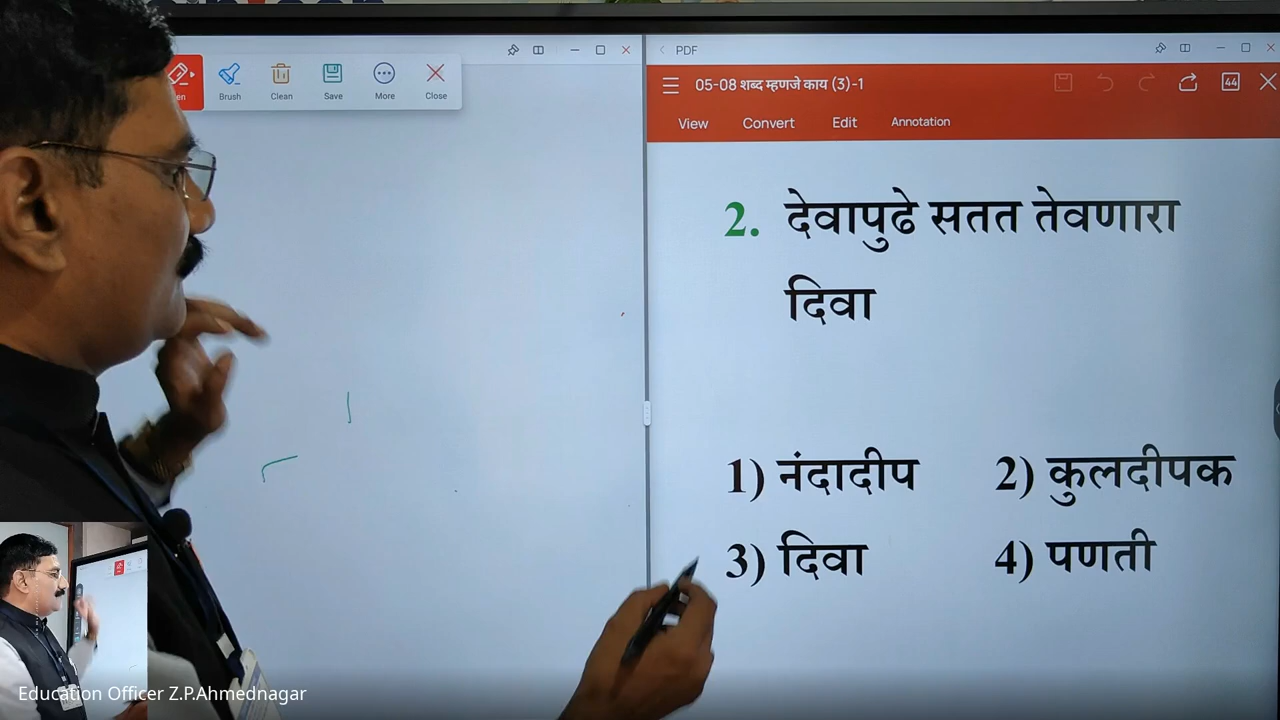 Brush
Clean
Save
More
Close
PDF
05-08 शब्द म्हणजे काय (3)-1
44
View
Convert
Edit
Annotation
2. देवापुढे सतत तेवणारा
दिवा
1) नंदादीप
2) कुलदीपक
3) दिवा
4) पणती
Education Officer Z.P.Ahmednagar